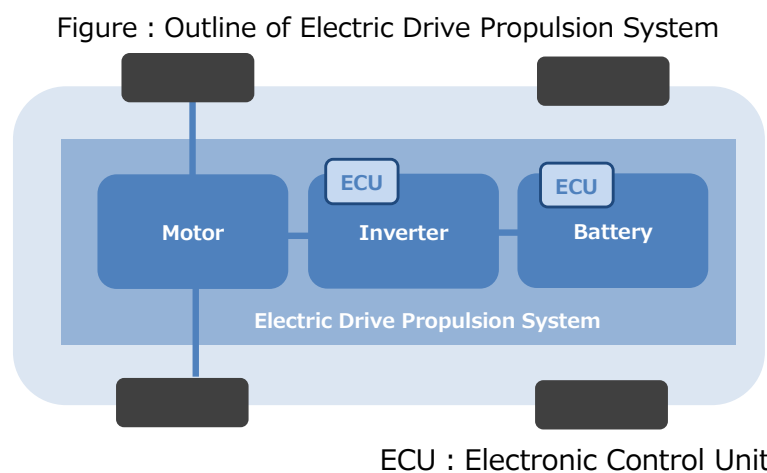 Figure : Outline of Electric Drive Propulsion System
ECU
ECU
Motor
Inverter
Battery
Electric Drive Propulsion System
ECU : Electronic Control Unit